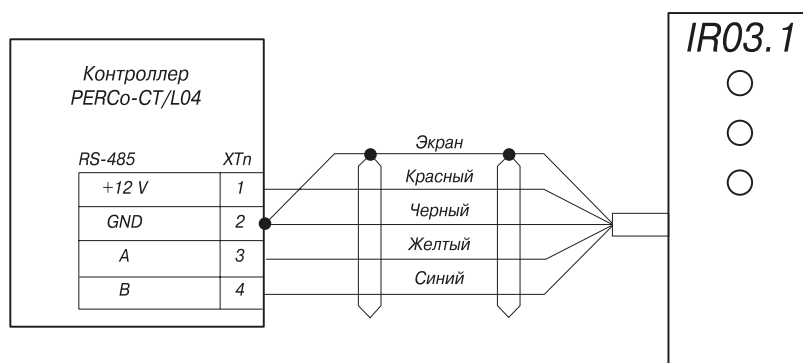 IR03.1
Контроллер
PERCo-CT/L04
RS-485 XTn
+12 V 1
GND 2
A 3
B 4
Экран
Красный
Черный
Желтый
Синий